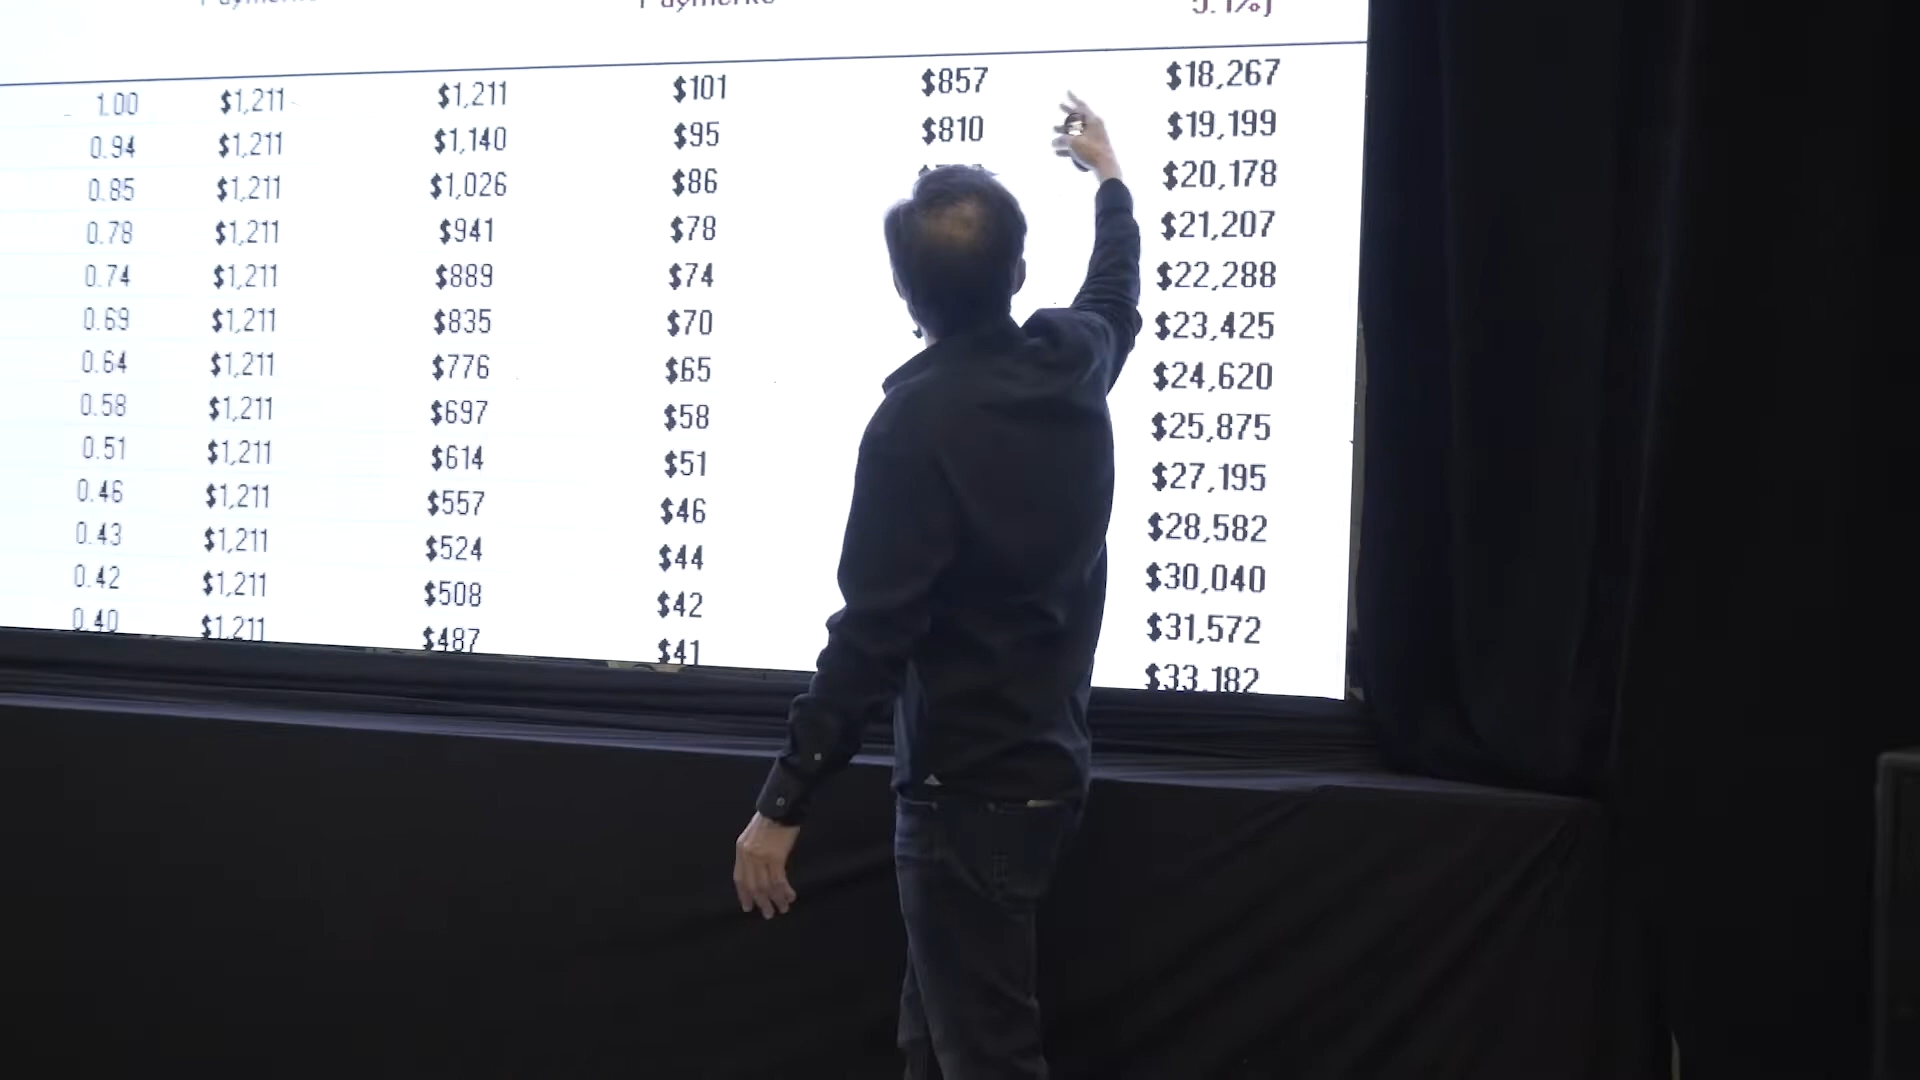 Payments Payments 5.1%)
1.00 $1,211 $1,211 $101 $857 $18,267
0.94 $1,211 $1,140 $95 $810 $19,199
0.85 $1,211 $1,026 $86 $20,178
0.78 $1,211 $941 $78 $21,207
0.74 $1,211 $889 $74 $22,288
0.69 $1,211 $835 $70 $23,425
0.64 $1,211 $776 $65 $24,620
0.58 $1,211 $697 $58 $25,875
0.51 $1,211 $614 $51 $27,195
0.46 $1,211 $557 $46 $28,582
0.43 $1,211 $524 $44 $30,040
0.42 $1,211 $508 $42 $31,572
0.40 $1,211 $487 $41 $33,182